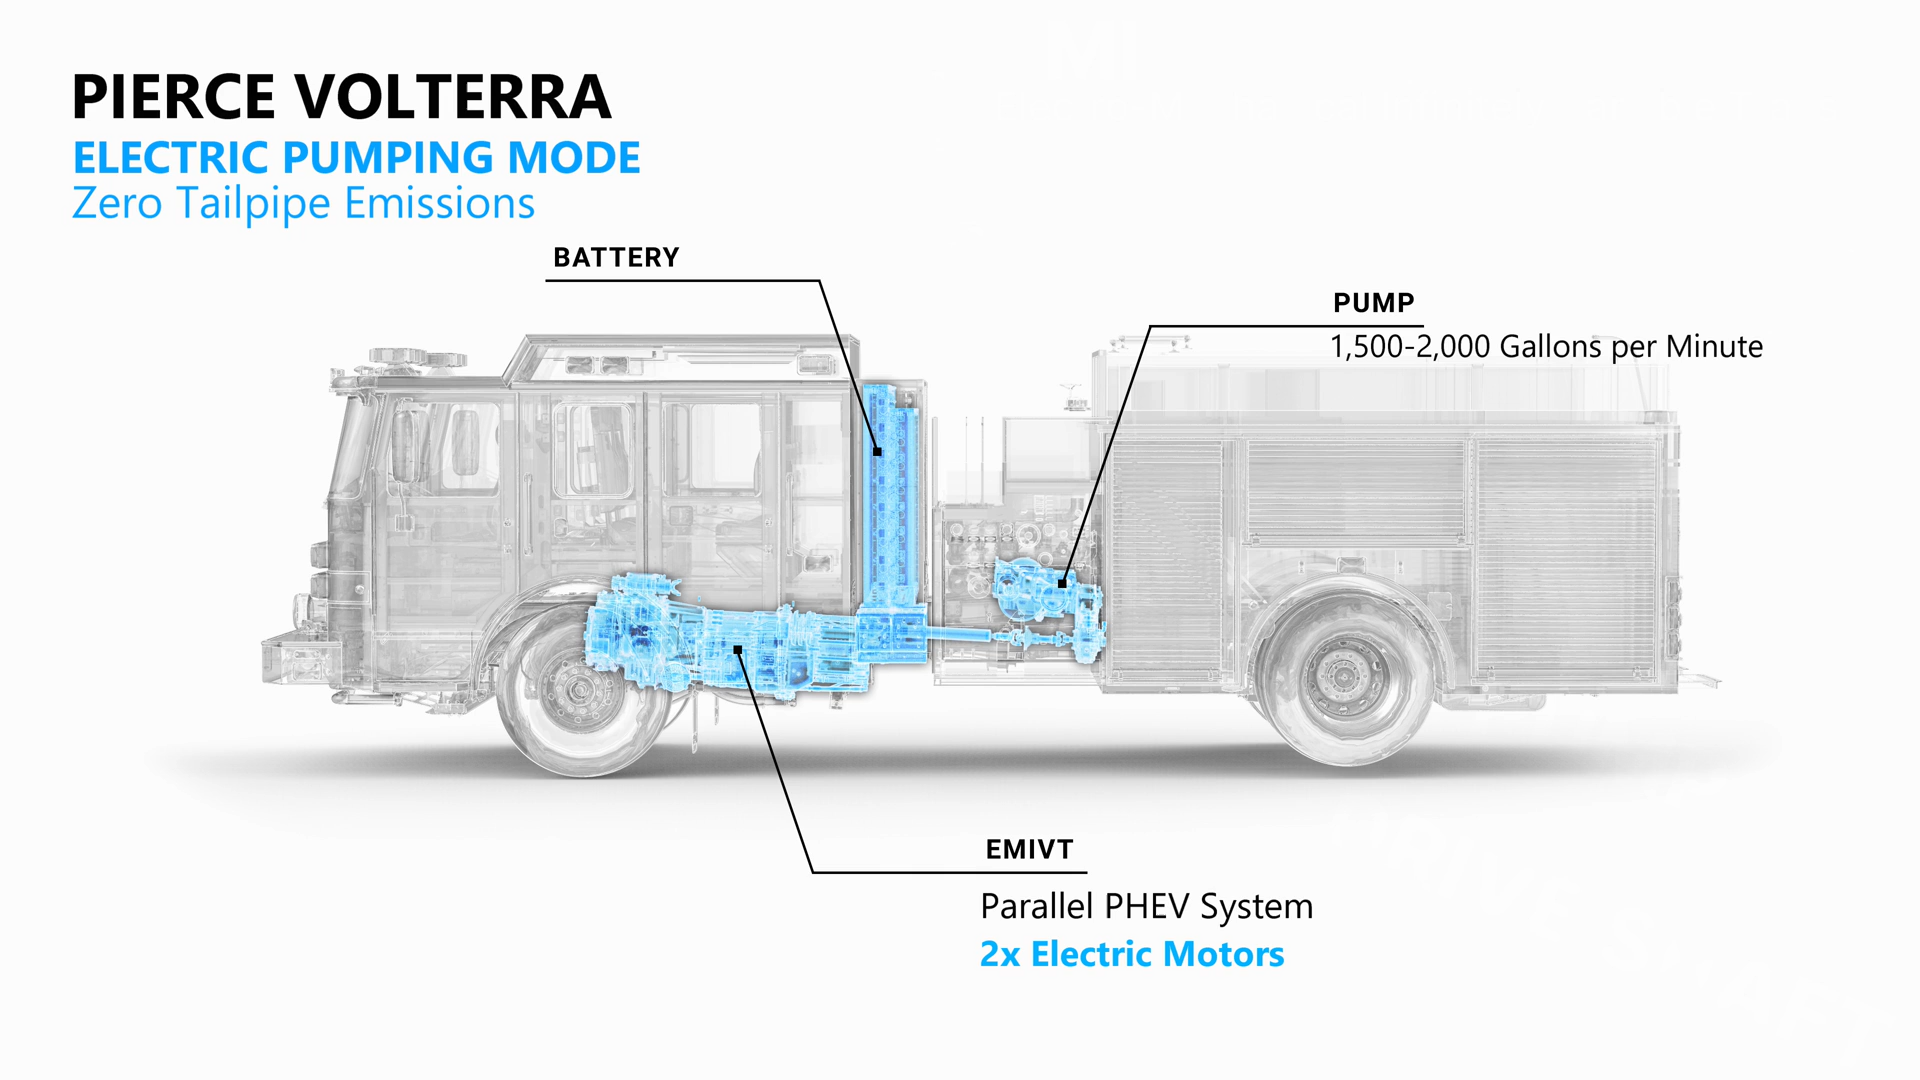 PIERCE VOLTERRA
ELECTRIC PUMPING MODE
Zero Tailpipe Emissions
BATTERY
PUMP
1,500-2,000 Gallons per Minute
EMIVT
Parallel PHEV System
2x Electric Motors